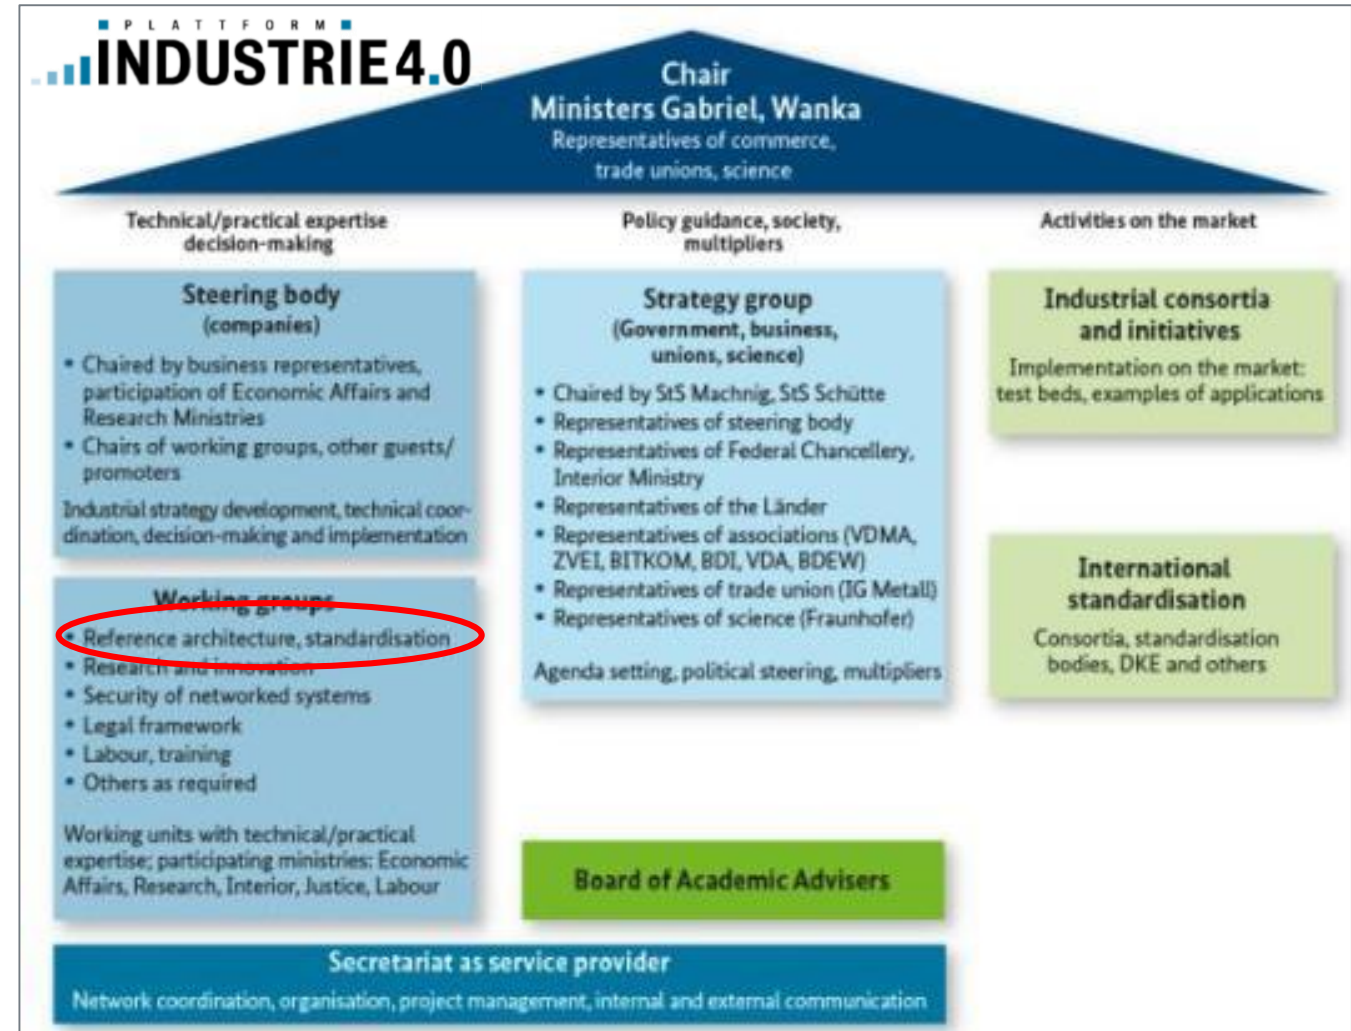 PLATTFORM
INDUSTRIE4.0
Chair
Ministers Gabriel, Wanka
Representatives of commerce,
trade unions, science
Technical/practical expertise
decision-making
Steering body
(companies)
• Chaired by business representatives,
participation of Economic Affairs and
Research Ministries
• Chairs of working groups, other guests/
promoters
Industrial strategy development, technical coor-
dination, decision-making and implementation
Working groups
• Reference architecture, standardisation
• Research and innovation
• Security of networked systems
• Legal framework
• Labour, training
• Others as required
Working units with technical/practical
expertise; participating ministries: Economic
Affairs, Research, Interior, Justice, Labour
Policy guidance, society,
multipliers
Strategy group
(Government, business,
unions, science)
• Chaired by StS Machnig, StS Schütte
• Representatives of steering body
• Representatives of Federal Chancellery,
Interior Ministry
• Representatives of the Länder
• Representatives of associations (VDMA,
ZVEI, BITKOM, BDI, VDA, BDEW)
• Representatives of trade union (IG Metall)
• Representatives of science (Fraunhofer)
Agenda setting, political steering, multipliers
Board of Academic Advisers
Activities on the market
Industrial consortia
and initiatives
Implementation on the market:
test beds, examples of applications
International
standardisation
Consortia, standardisation
bodies, DKE and others
Secretariat as service provider
Network coordination, organisation, project management, internal and external communication